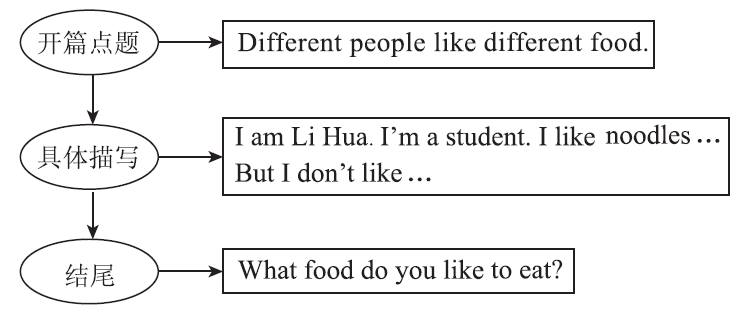 开篇点题
Different people like different food.
具体描写
I am Li Hua. I'm a student. I like noodles …
But I don't like …
结尾
What food do you like to eat?